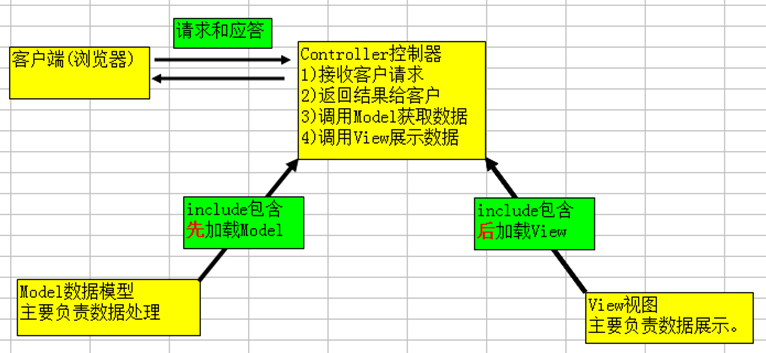 请求和应答
客户端(浏览器)
Controller控制器
1)接收客户请求
2)返回结果给客户
3)调用Model获取数据
4)调用View展示数据
include包含
先加载Model
include包含
后加载View
Model数据模型
主要负责数据处理
View视图
主要负责数据展示。